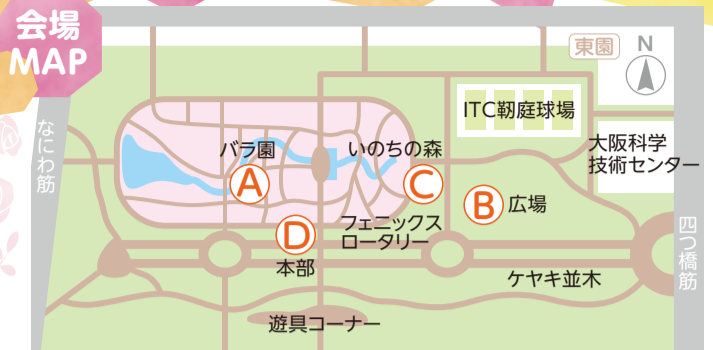 会場
MAP
東園
N
ITC靭庭球場
なにわ筋
バラ園
いのちの森
大阪科学
技術センター
A
C
B
広場
D
フェニックス
ロータリー
四つ橋筋
本部
ケヤキ並木
遊具コーナー